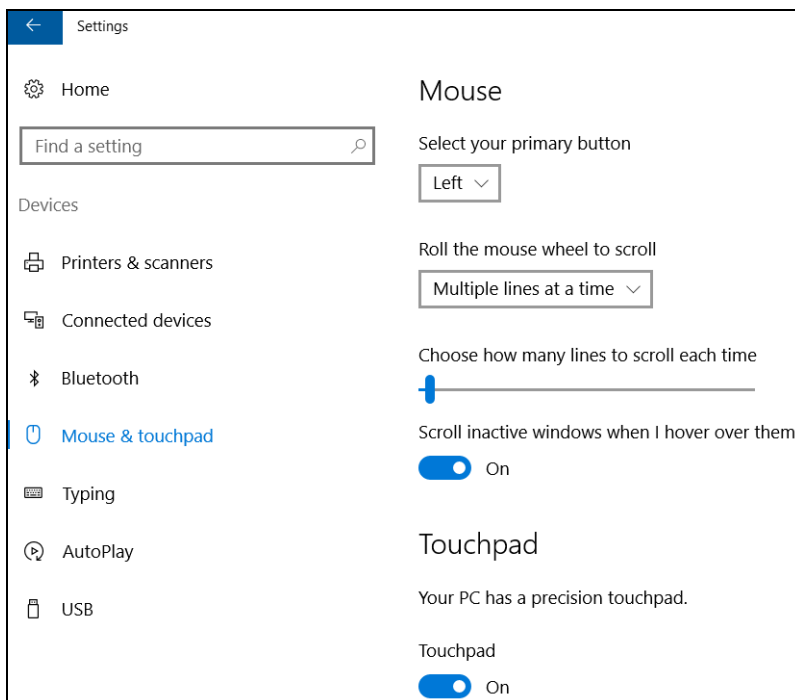 Settings
Home
Find a setting
Devices
Printers & scanners
Connected devices
Bluetooth
Mouse & touchpad
Typing
AutoPlay
USB
Mouse
Select your primary button
Left
Roll the mouse wheel to scroll
Multiple lines at a time
Choose how many lines to scroll each time
Scroll inactive windows when I hover over them
On
Touchpad
Your PC has a precision touchpad.
Touchpad
On